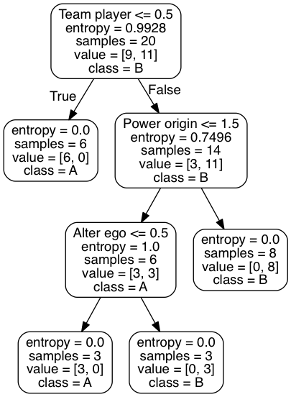 Team player <= 0.5
entropy = 0.9928
samples = 20
value = [9, 11]
class = B
True
False
entropy = 0.0
samples = 6
value = [6, 0]
class = A
Power origin <= 1.5
entropy = 0.7496
samples = 14
value = [3, 11]
class = B
Alter ego <= 0.5
entropy = 1.0
samples = 6
value = [3, 3]
class = A
entropy = 0.0
samples = 8
value = [0, 8]
class = B
entropy = 0.0
samples = 3
value = [3, 0]
class = A
entropy = 0.0
samples = 3
value = [0, 3]
class = B